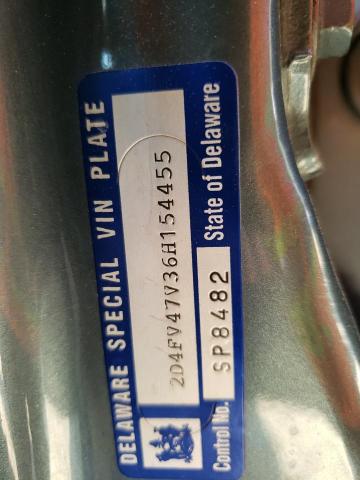 DELAWARE SPECIAL VIN PLATE
2D4FV47V36H154455
Control No. SP8482 State of Delaware